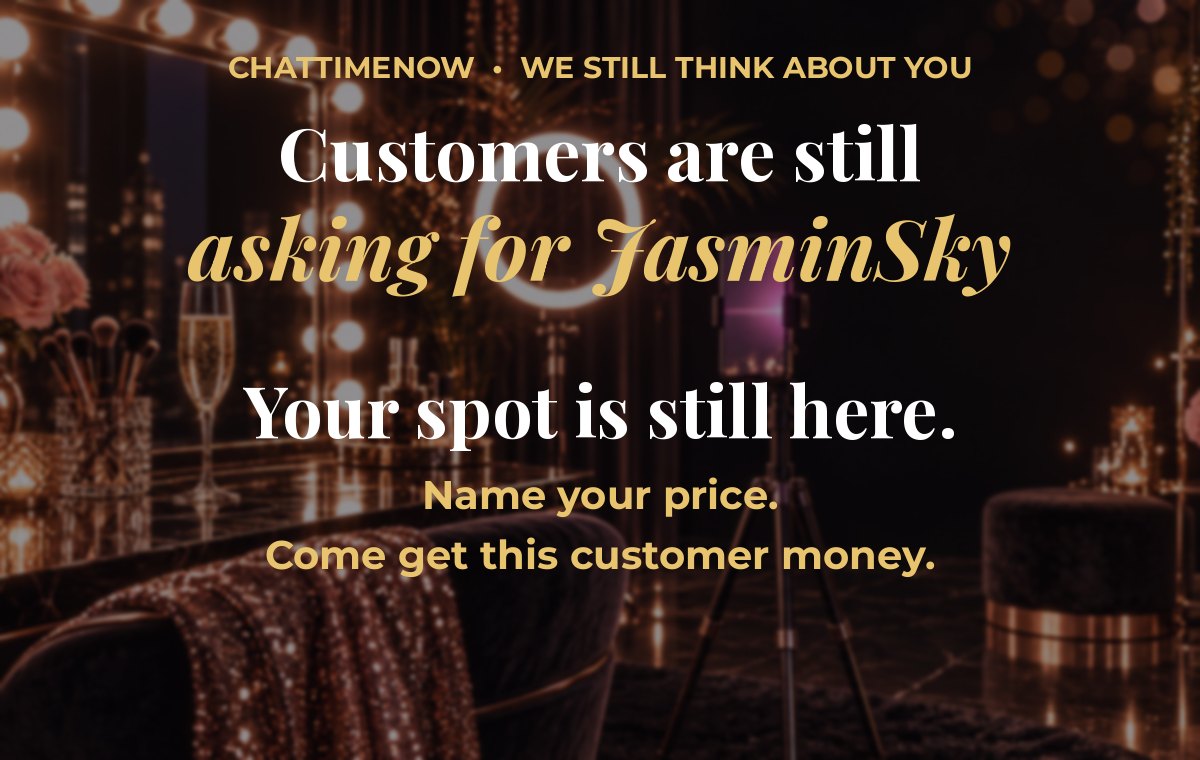 CHATTIMENOW • WE STILL THINK ABOUT YOU
Customers are still
asking for JasminSky
Your spot is still here.
Name your price.
Come get this customer money.